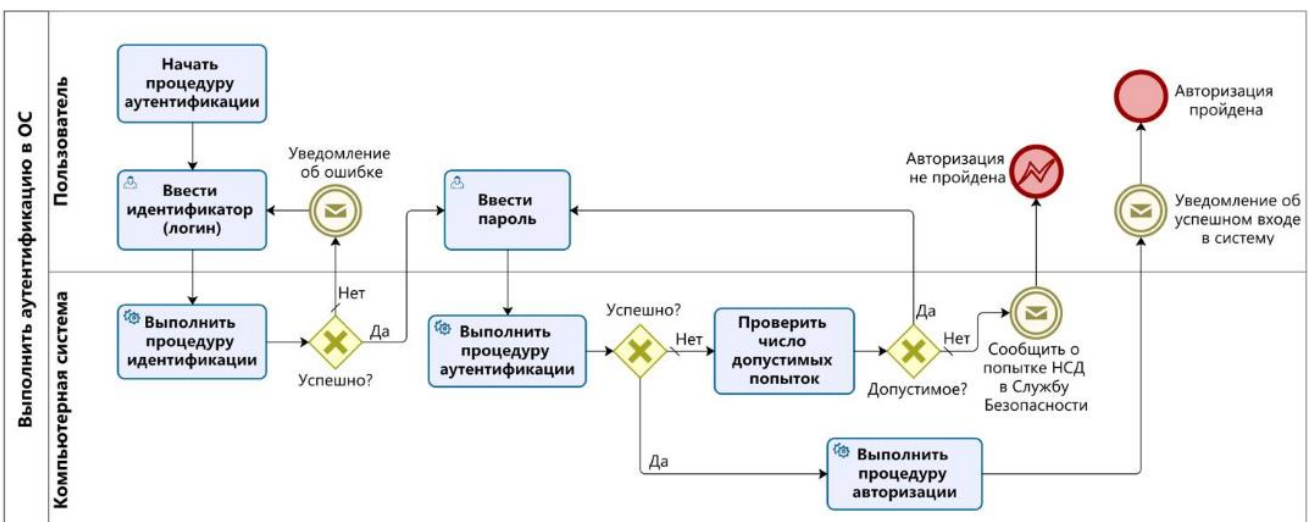 Выполнить аутентификацию в ОС
Пользователь
Начать
процедуру
аутентификации
Ввести
идентификатор
(логин)
Уведомление
об ошибке
Ввести
пароль
Авторизация
не пройдена
Авторизация
пройдена
Уведомление об
успешном входе
в систему
Компьютерная система
Выполнить
процедуру
идентификации
Нет
Да
Успешно?
Выполнить
процедуру
аутентификации
Успешно?
Нет
Да
Проверить
число
допустимых
попыток
Да
Нет
Допустимое?
Сообщить о
попытке НСД
в Службу
Безопасности
Выполнить
процедуру
авторизации